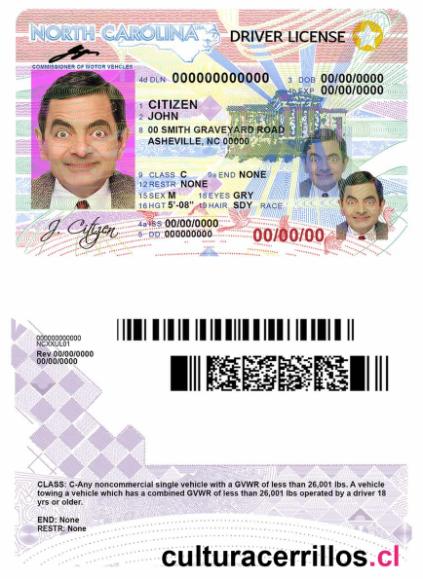 NORTH CAROLINA DRIVER LICENSE
COMMISSIONER OF MOTOR VEHICLES
4d DLN 000000000000 3 DOB 00/00/0000
4b EXP 00/00/0000
1 CITIZEN
2 JOHN
8 00 SMITH GRAVEYARD ROAD
ASHEVILLE, NC 00000
9 CLASS C 9a END NONE
12 RESTR NONE
15 SEX M 18 EYES GRY
16 HGT 5'-08" 19 HAIR SDY RACE
J. Citizen
4a ISS 00/00/0000
5 DD 000000000 00/00/00
000000000000
NCXXUL01
Rev 00/00/0000
00/00/0000
CLASS: C-Any noncommercial single vehicle with a GVWR of less than 26,001 lbs. A vehicle
towing a vehicle which has a combined GVWR of less than 26,001 lbs operated by a driver 18
yrs or older.
END: None
RESTR: None
culturacerrillos.cl